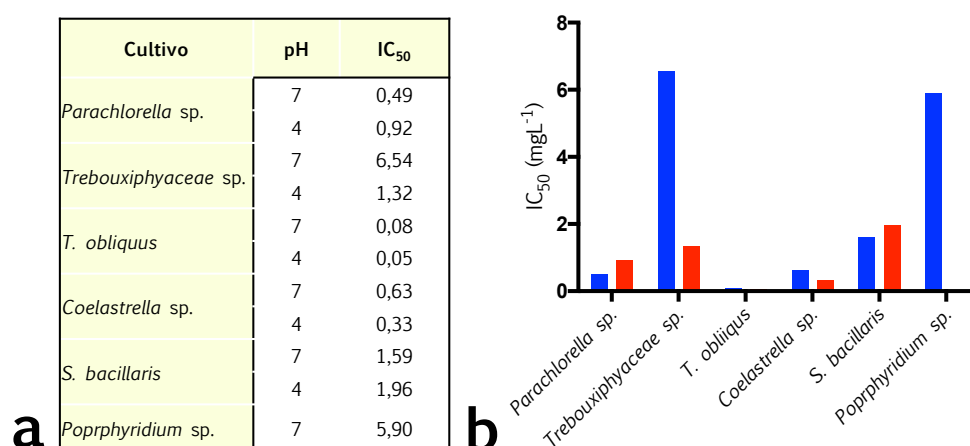 Cultivo pH IC50
Parachlorella sp. 7 0,49
4 0,92
Trebouxiphyaceae sp. 7 6,54
4 1,32
T. obliquus 7 0,08
4 0,05
Coelastrella sp. 7 0,63
4 0,33
S. bacillaris 7 1,59
4 1,96
Poprphyridium sp. 7 5,90
a
IC50 (mgL-1)
8
6
4
2
0
Parachlorella sp.
Trebouxiphyaceae sp.
T. obliiqus
Coelastrella sp.
S. bacillaris
Poprphyridium sp.
b